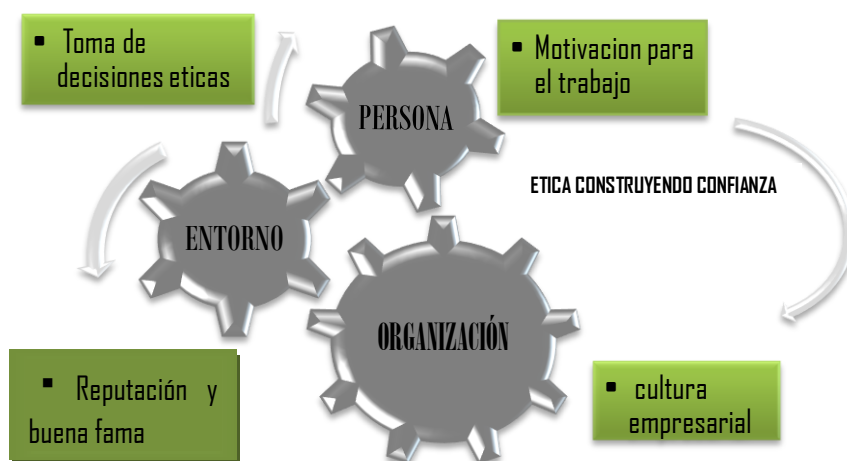 ▪ Toma de
decisiones eticas
▪ Motivacion para
el trabajo
PERSONA
ETICA CONSTRUYENDO CONFIANZA
ENTORNO
ORGANIZACIÓN
▪ Reputación y
buena fama
▪ cultura
empresarial